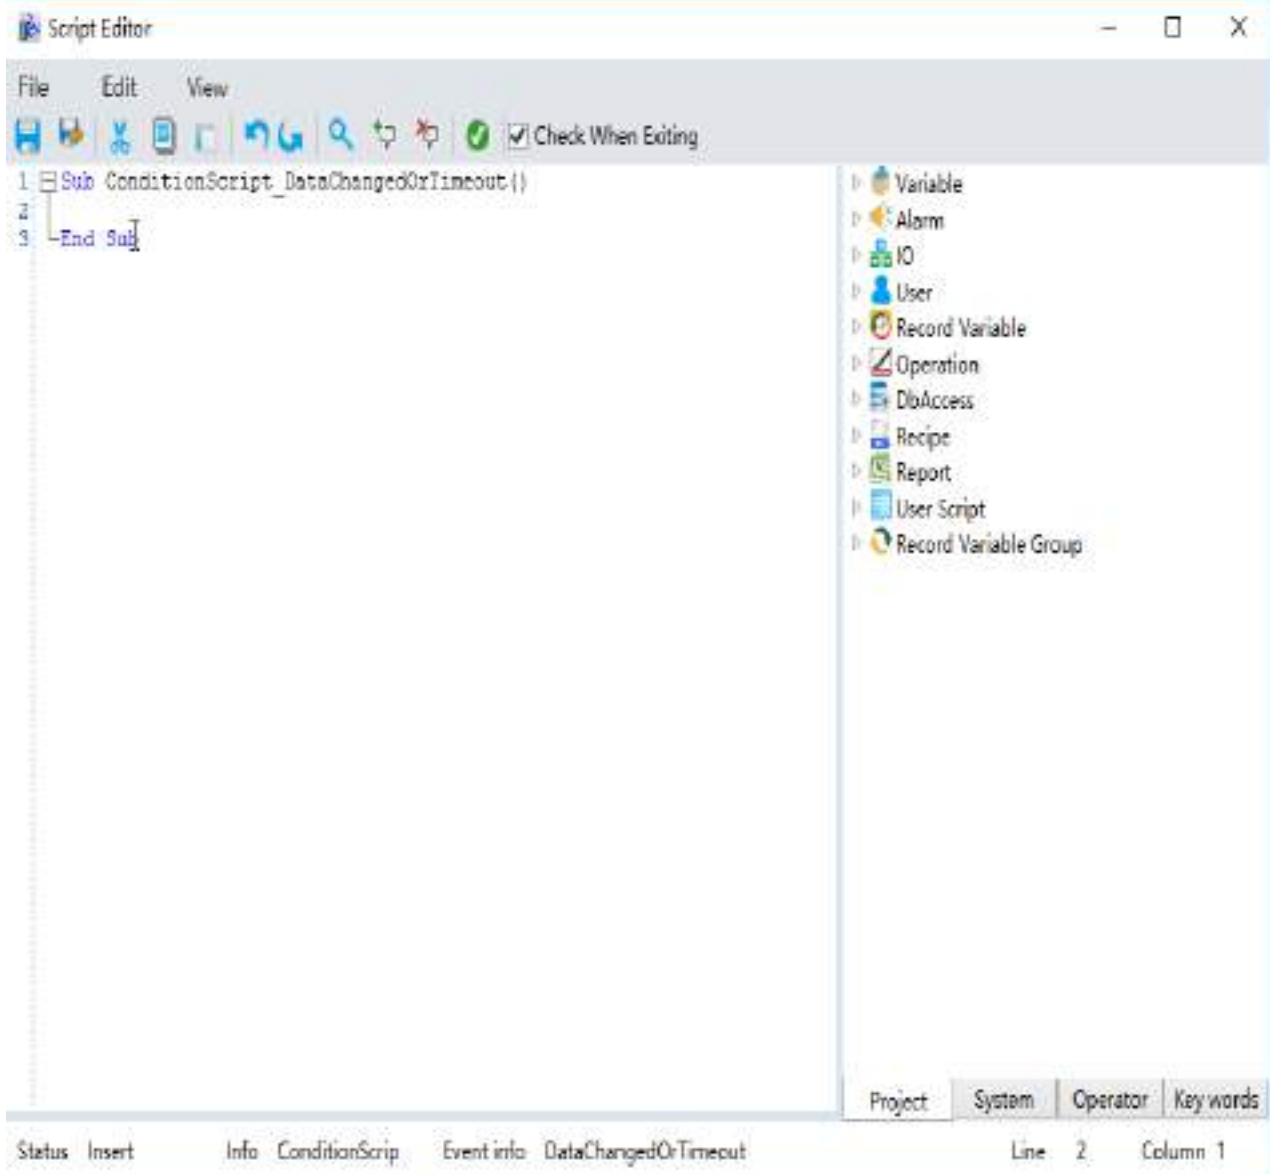 Script Editor
File Edit View
Check When Exiting
1 Sub ConditionScript_DataChangedOrTimeout()
2
3 End Sub
Variable
Alarm
IO
User
Record Variable
Operation
DbAccess
Recipe
Report
User Script
Record Variable Group
Project System Operator Key words
Status Insert Info ConditionScrip Event info DataChangedOrTimeout Line 2 Column 1